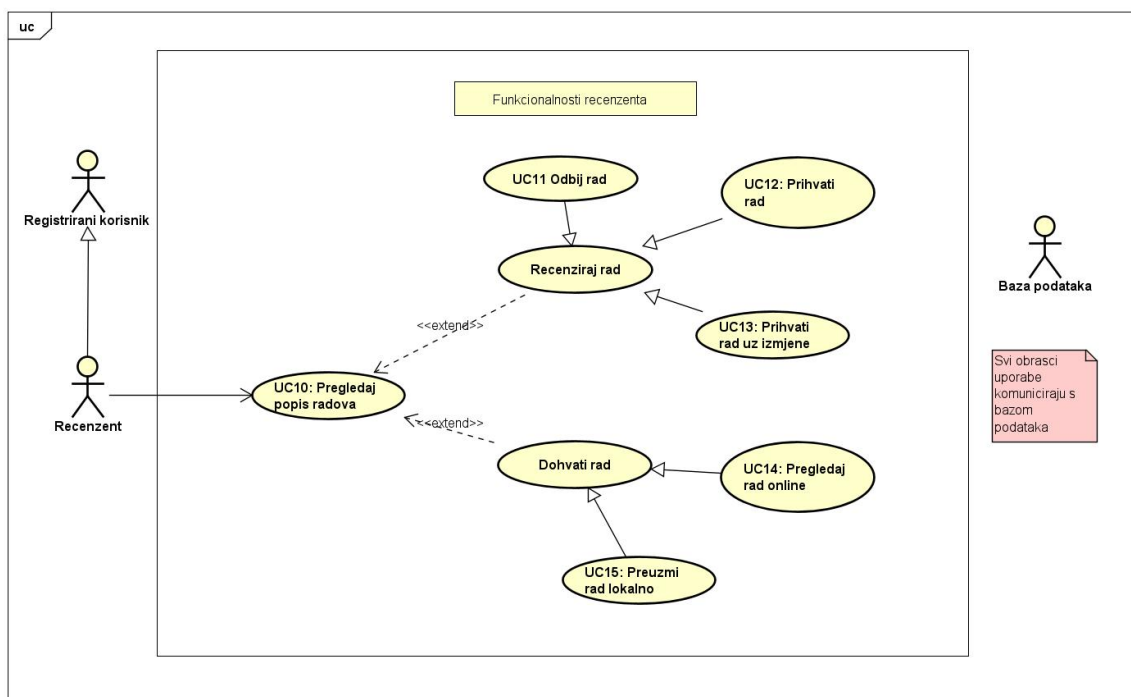 uc
Funkcionalnosti recenzenta
Registrirani korisnik
UC11 Odbij rad
UC12: Prihvati
rad
Recenziraj rad
Baza podataka
<<extend>>
UC13: Prihvati
rad uz izmjene
Svi obrasci
uporabe
komuniciraju s
bazom
podataka
UC10: Pregledaj
popis radova
Recenzent
<<extend>>
Dohvati rad
UC14: Pregledaj
rad online
UC15: Preuzmi
rad lokalno